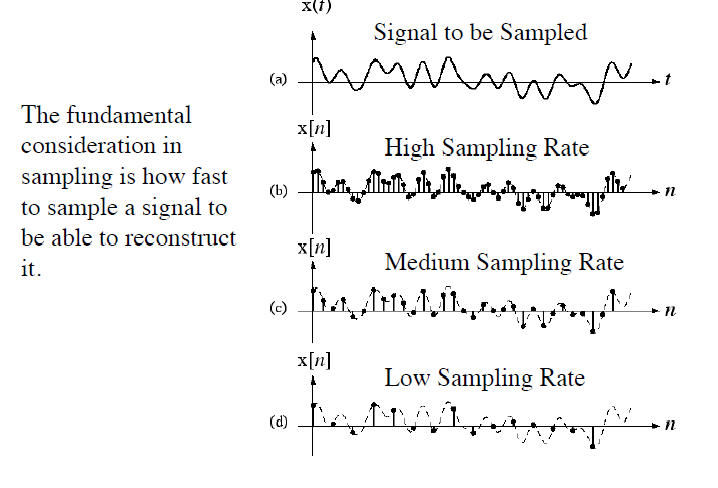 x(t)
Signal to be Sampled
(a)
t
The fundamental
consideration in
sampling is how fast
to sample a signal to
be able to reconstruct
it.
x[n]
High Sampling Rate
(b)
n
x[n]
Medium Sampling Rate
(c)
n
x[n]
Low Sampling Rate
(d)
n